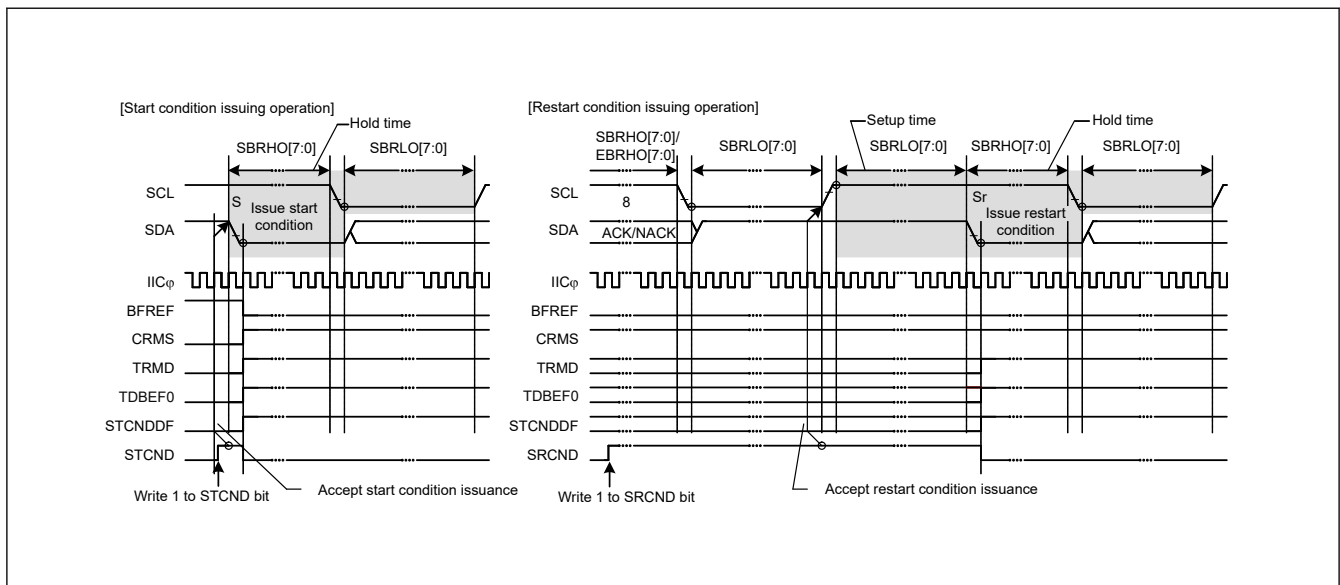 [Start condition issuing operation]
Hold time
SBRHO[7:0]
SBRLO[7:0]
SCL
S
Issue start
condition
SDA
IICφ
BFREF
CRMS
TRMD
TDBEF0
STCNDDF
STCND
Write 1 to STCND bit
Accept start condition issuance
[Restart condition issuing operation]
Setup time
Hold time
SBRHO[7:0]/
EBRHO[7:0]
SBRLO[7:0]
SBRLO[7:0]
SBRHO[7:0]
SBRLO[7:0]
SCL
8
Sr
Issue restart
condition
SDA
ACK/NACK
IICφ
BFREF
CRMS
TRMD
TDBEF0
STCNDDF
SRCND
Write 1 to SRCND bit
Accept restart condition issuance